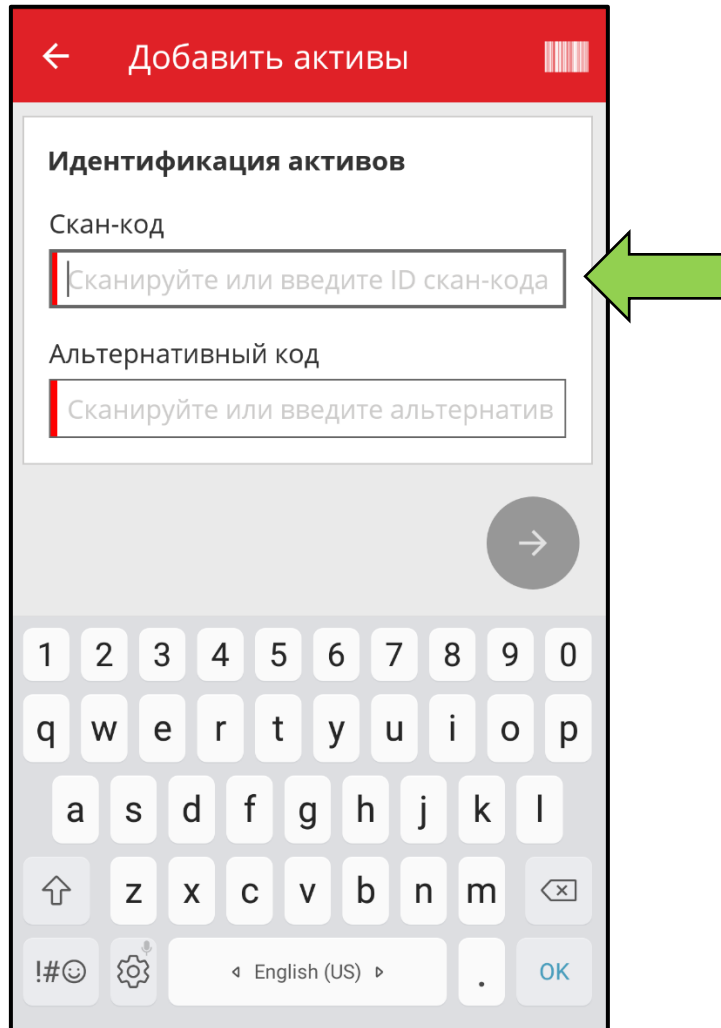 Добавить активы
Идентификация активов
Скан-код
Сканируйте или введите ID скан-кода
Альтернативный код
Сканируйте или введите альтернатив
1 2 3 4 5 6 7 8 9 0
q w e r t y u i o p
a s d f g h j k l
z x c v b n m
!#☺ English (US) . OK